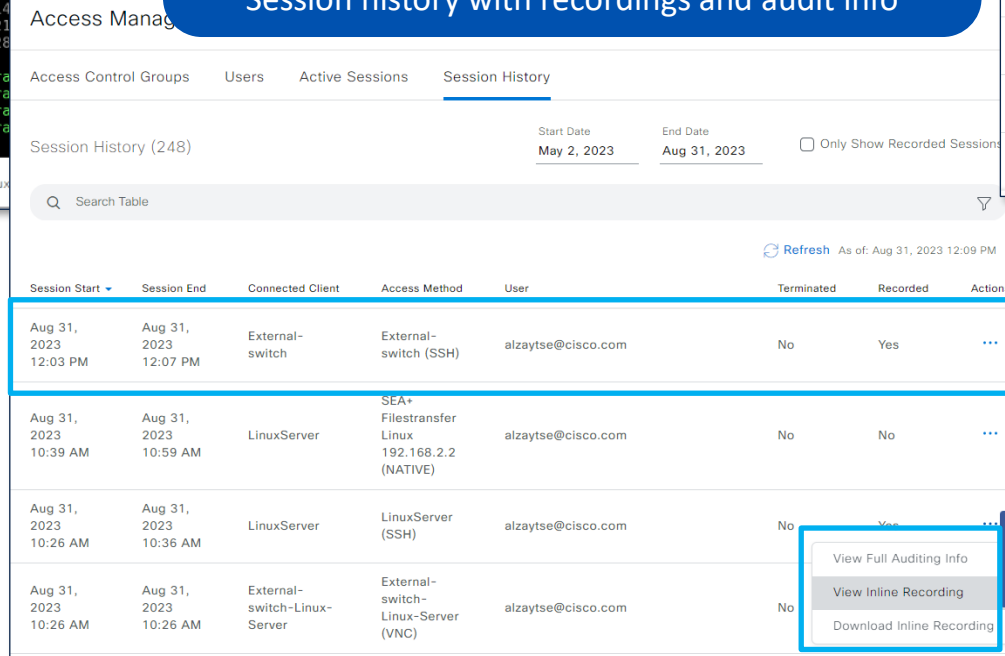 Session history with recordings and audit info
Access Manag
Access Control Groups Users Active Sessions Session History
Session History (248)
Start Date End Date
May 2, 2023 Aug 31, 2023
Only Show Recorded Sessions
Search Table
Refresh As of: Aug 31, 2023 12:09 PM
Session Start Session End Connected Client Access Method User Terminated Recorded Action
Aug 31, Aug 31,
2023 2023 External- External- alzaytse@cisco.com No Yes ...
12:03 PM 12:07 PM switch switch (SSH)
SEA+
Aug 31, Aug 31, Filestransfer
2023 2023 LinuxServer Linux alzaytse@cisco.com No No ...
10:39 AM 10:59 AM 192.168.2.2
(NATIVE)
Aug 31, Aug 31, LinuxServer
2023 2023 LinuxServer (SSH) alzaytse@cisco.com No Yes ...
10:26 AM 10:36 AM
View Full Auditing Info
External-
Aug 31, Aug 31, External- switch-
2023 2023 switch-Linux- Linux-Server alzaytse@cisco.com No
10:26 AM 10:26 AM Server (VNC)
View Inline Recording
Download Inline Recording